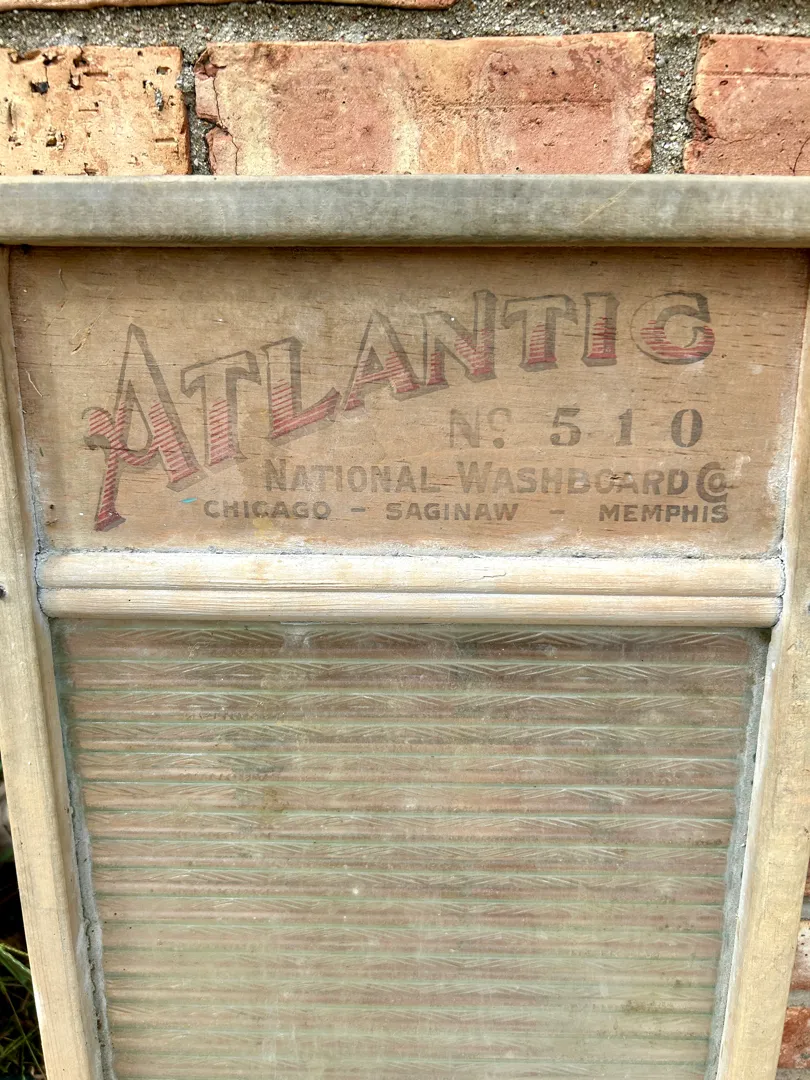 ATLANTIC
No. 510
NATIONAL WASHBOARD Co
CHICAGO - SAGINAW - MEMPHIS